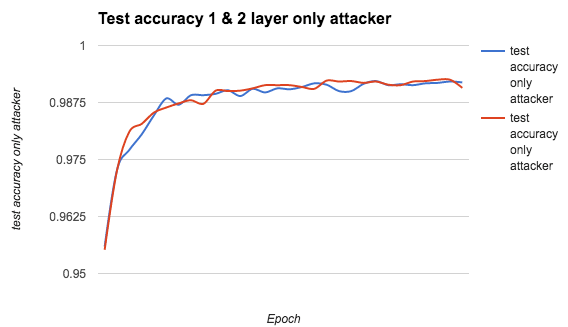 Test accuracy 1 & 2 layer only attacker
test accuracy only attacker
1
0.9875
0.975
0.9625
0.95
Epoch
test
accuracy
only
attacker
test
accuracy
only
attacker